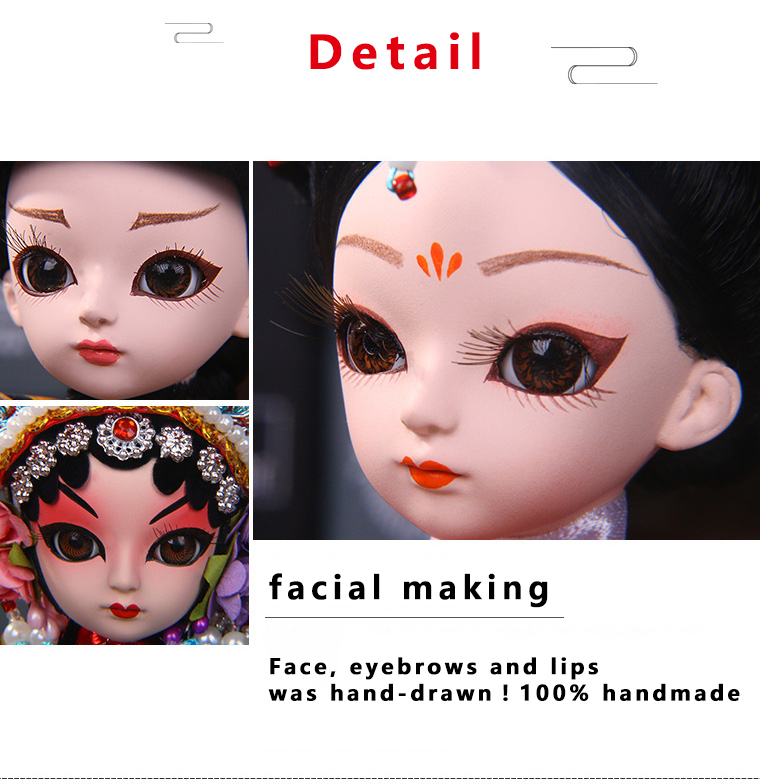 Detail
facial making
Face, eyebrows and lips
was hand-drawn ! 100% handmade